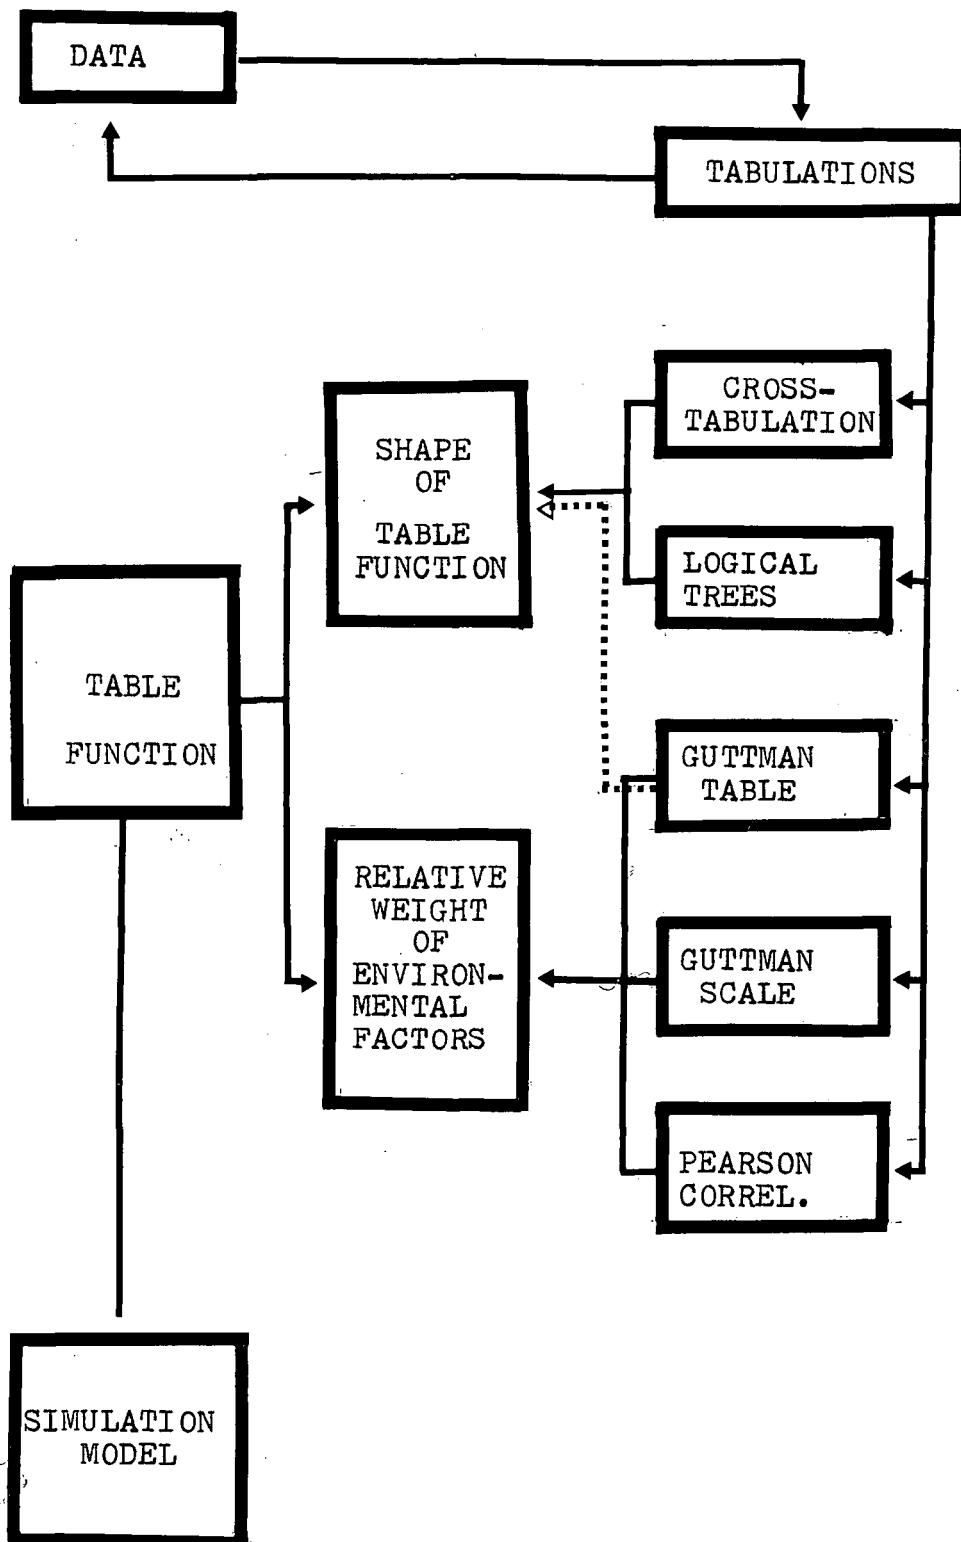 DATA
TABULATIONS
CROSS-
TABULATION
SHAPE
OF
TABLE
FUNCTION
LOGICAL
TREES
TABLE
FUNCTION
GUTTMAN
TABLE
RELATIVE
WEIGHT
OF
ENVIRON-
MENTAL
FACTORS
GUTTMAN
SCALE
PEARSON
CORREL.
SIMULATION
MODEL